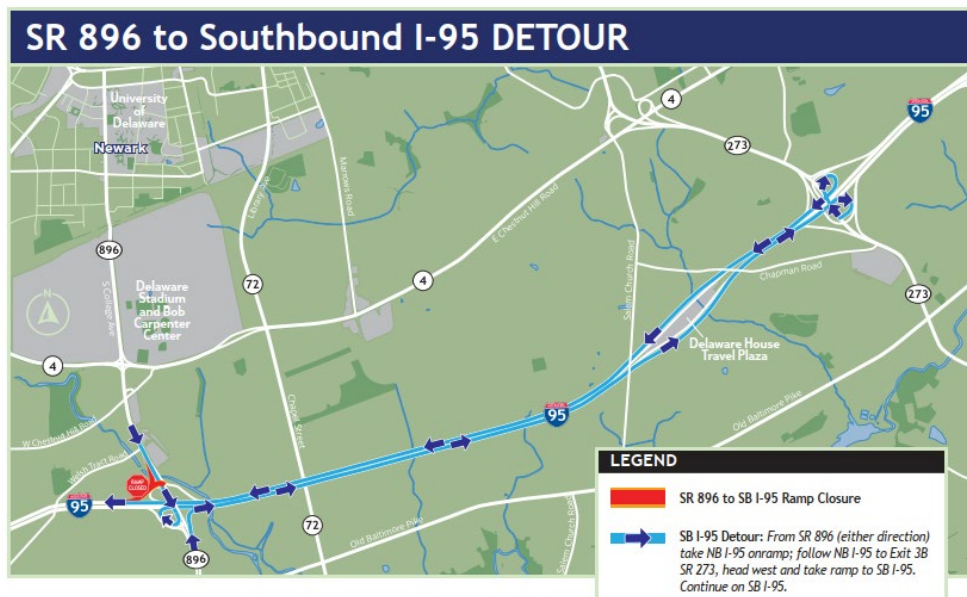 SR 896 to Southbound I-95 DETOUR
University
of
Delaware
Newark
4
95
273
Library Ave
Marrows Road
E Chestnut Hill Road
896
S College Ave
Delaware
Stadium
and Bob
Carpenter
Center
N
72
4
Salem Church Road
Chapman Road
273
Delaware House
Travel Plaza
4
95
Old Baltimore Pike
W Chestnut Hill Road
Chapel Street
Welsh Tract Road
RAMP
CLOSED
95
72
Old Baltimore Pike
Salem Church Road
896
LEGEND
SR 896 to SB I-95 Ramp Closure
SB I-95 Detour: From SR 896 (either direction)
take NB I-95 onramp; follow NB I-95 to Exit 3B
SR 273, head west and take ramp to SB I-95.
Continue on SB I-95.